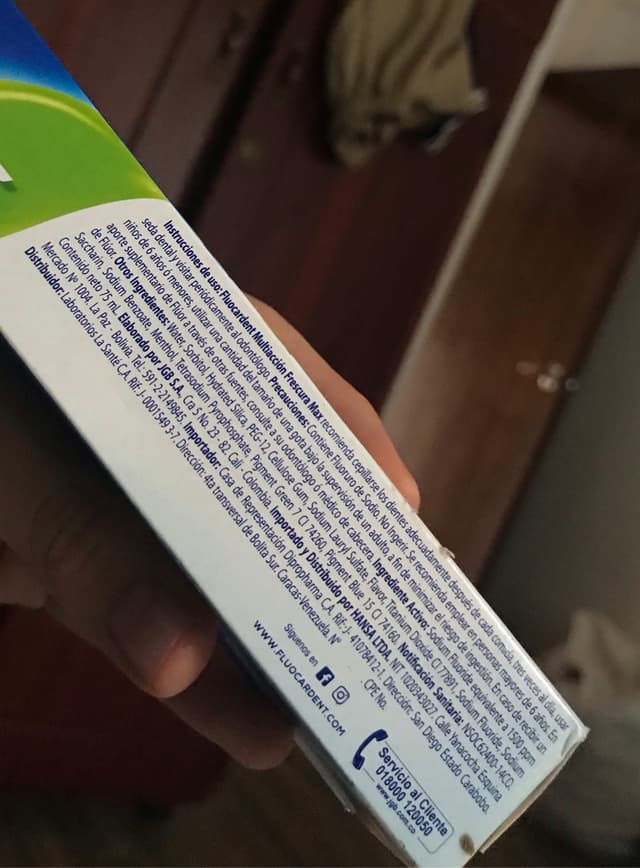 Instrucciones de uso: Fluocardent Multiacción Frescura Max recomienda cepillarse los dientes adecuadamente después de cada comida, tres veces al día, usar
seda dental y visitar periódicamente al odontólogo. Precauciones: Contiene Fluoruro de Sodio. No Ingerir. Se recomienda emplear en personas mayores de 6 años. En
niños de 6 años o menores, utilizar una cantidad del tamaño de una gota bajo la supervisión de un adulto, a fin de minimizar el riesgo de ingestión. En caso de recibir un
aporte suplementario de Flúor a través de otras fuentes, consulte a su odontólogo o médico de cabecera. Ingrediente Activo: Sodium Fluoride, equivalente a 1500 ppm
de Flúor. Otros Ingredientes: Water, Sorbitol, Hydrated Silica, PEG-12, Cellulose Gum, Sodium Lauryl Sulfate, Flavor, Titanium Dioxide CI 77891, Sodium Fluoride, Sodium
Saccharin, Sodium Benzoate, Menthol, Tetrasodium Pyrophosphate, Pigment Green 7 CI 74260, Pigment Blue 15 CI 74160. Notificación Sanitaria: NSOC62400-14CO.
Contenido neto 75 mL. Elaborado por JGB S.A., Cra 5 No. 23 - 82, Cali - Colombia. Importado y Distribuido por HANSA LTDA. NIT 1020343027, Calle Yanacocha Esquina
Mercado Nº 1004, La Paz - Bolivia, Tel.: 591-2-2149845. Importador: Casa de Representación Dipropharma, C.A. Rif.: J- 41078412-1, Dirección: San Diego Estado Carabobo.
Distribuidor: Laboratorios La Santé CA, Rif: J- 00011549 3-7, Dirección: 4ta transversal de Boleita Sur. Caracas-Venezuela. N° . CPE No.
Síguenos en
WWW.FLUOCARDENT.COM
Servicio al Cliente
018000 120050
www.jgb.com.co